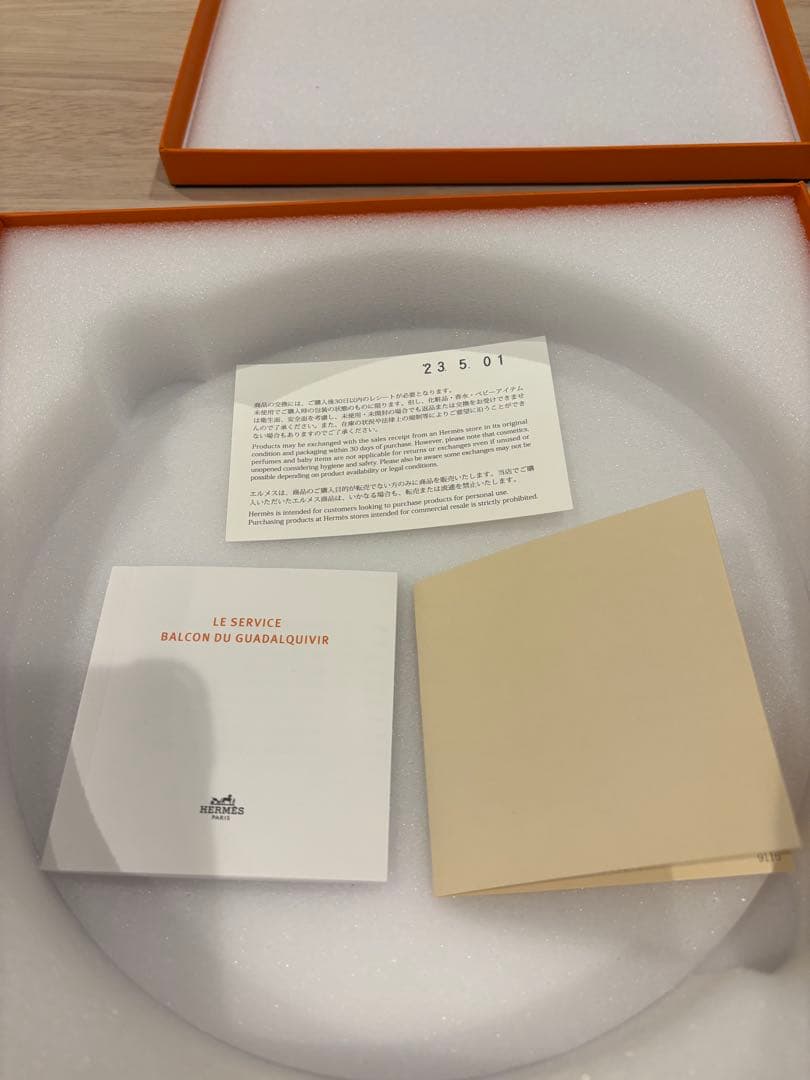 '23. 5. 01
商品の交換には、ご購入後30日以内のレシートが必要となります。
未使用でご購入時の包装の状態のものに限ります。但し、化粧品・香水・ベビーアイテム
は衛生面、安全面を考慮し、未使用・未開封の場合でも返品または交換をお受けできませ
んのでご了承ください。また、在庫の状況や法律上の規制等によりご要望に沿うことができ
ない場合もありますのでご了承ください。
Products may be exchanged with the sales receipt from an Hermès store in its original
condition and packaging within 30 days of purchase. However, please note that cosmetics,
perfumes and baby items are not applicable for returns or exchanges even if unused or
unopened considering hygiene and safety. Please also be aware some exchanges may not be
possible depending on product availability or legal conditions.
エルメスは、商品のご購入目的が転売でない方のみに商品を販売いたします。当店でご購
入いただいたエルメス商品は、いかなる場合も、転売または流通を禁止いたします。
Hermès is intended for customers looking to purchase products for personal use.
Purchasing products at Hermès stores intended for commercial resale is strictly prohibited.
LE SERVICE
BALCON DU GUADALQUIVIR
HERMÈS
PARIS